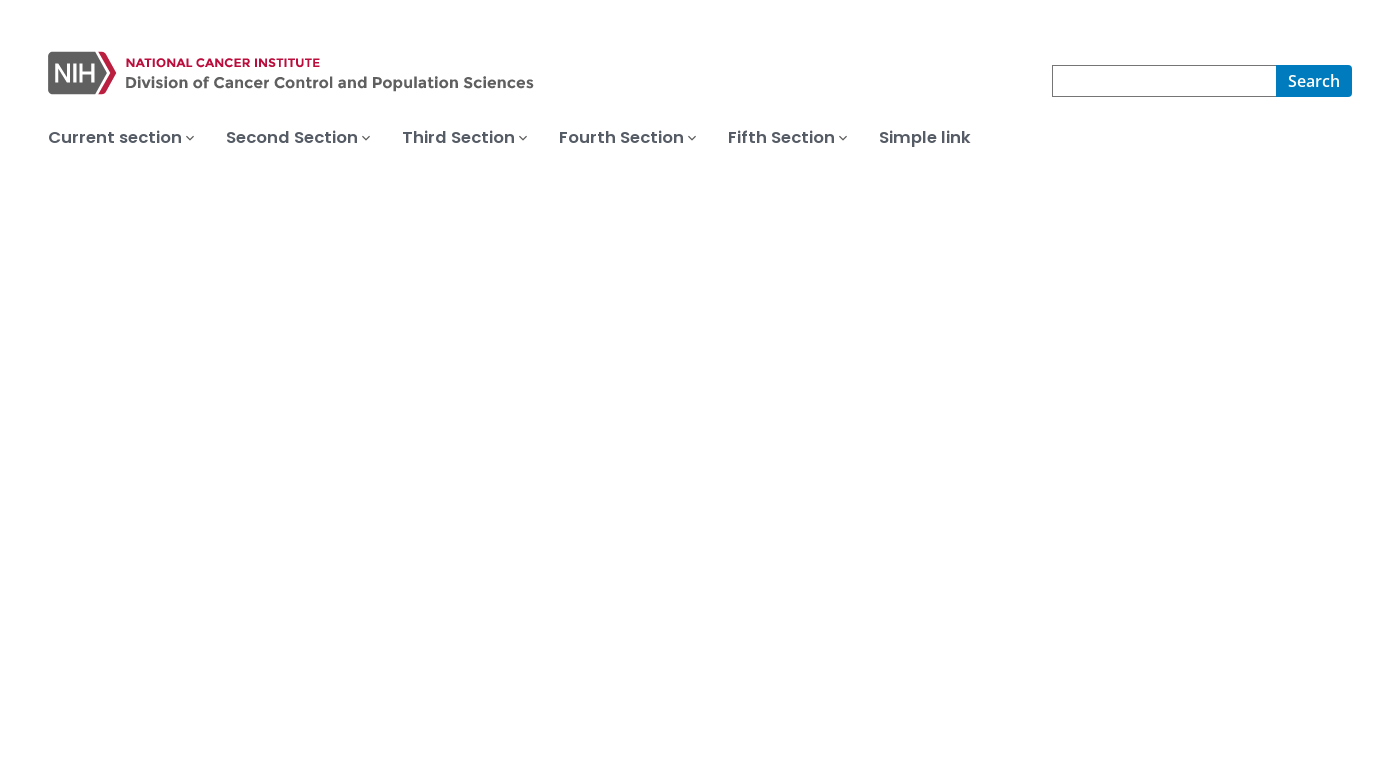 NIH NATIONAL CANCER INSTITUTE
Division of Cancer Control and Population Sciences
Search
Current section Second Section Third Section Fourth Section Fifth Section Simple link